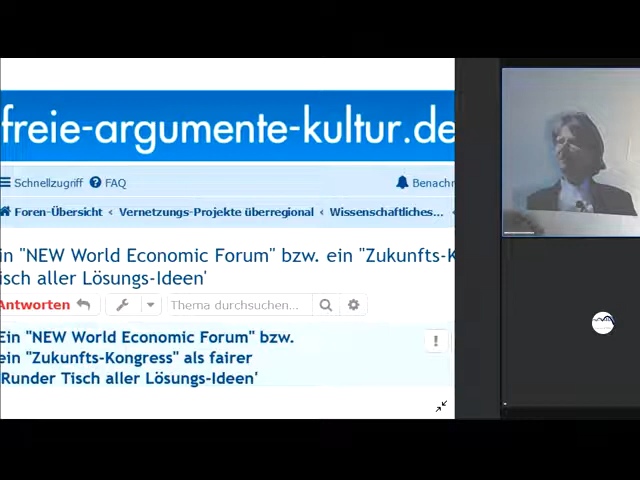 freie-argumente-kultur.de
Schnellzugriff FAQ Benachr
Foren-Übersicht ‹ Vernetzungs-Projekte überregional ‹ Wissenschaftliches... ‹
in "NEW World Economic Forum" bzw. ein "Zukunfts-K
Tisch aller Lösungs-Ideen'
Antworten Thema durchsuchen...
Ein "NEW World Economic Forum" bzw.
ein "Zukunfts-Kongress" als fairer
'Runder Tisch aller Lösungs-Ideen'